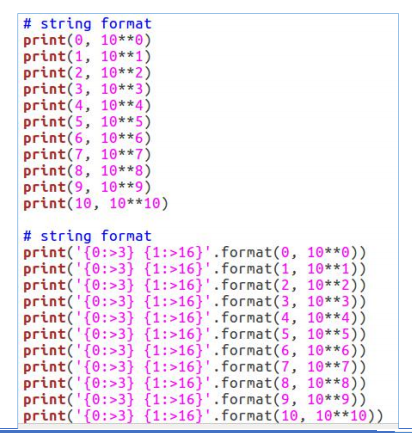 # string format
print(0, 10**0)
print(1, 10**1)
print(2, 10**2)
print(3, 10**3)
print(4, 10**4)
print(5, 10**5)
print(6, 10**6)
print(7, 10**7)
print(8, 10**8)
print(9, 10**9)
print(10, 10**10)

# string format
print('{0:>3} {1:>16}'.format(0, 10**0))
print('{0:>3} {1:>16}'.format(1, 10**1))
print('{0:>3} {1:>16}'.format(2, 10**2))
print('{0:>3} {1:>16}'.format(3, 10**3))
print('{0:>3} {1:>16}'.format(4, 10**4))
print('{0:>3} {1:>16}'.format(5, 10**5))
print('{0:>3} {1:>16}'.format(6, 10**6))
print('{0:>3} {1:>16}'.format(7, 10**7))
print('{0:>3} {1:>16}'.format(8, 10**8))
print('{0:>3} {1:>16}'.format(9, 10**9))
print('{0:>3} {1:>16}'.format(10, 10**10))